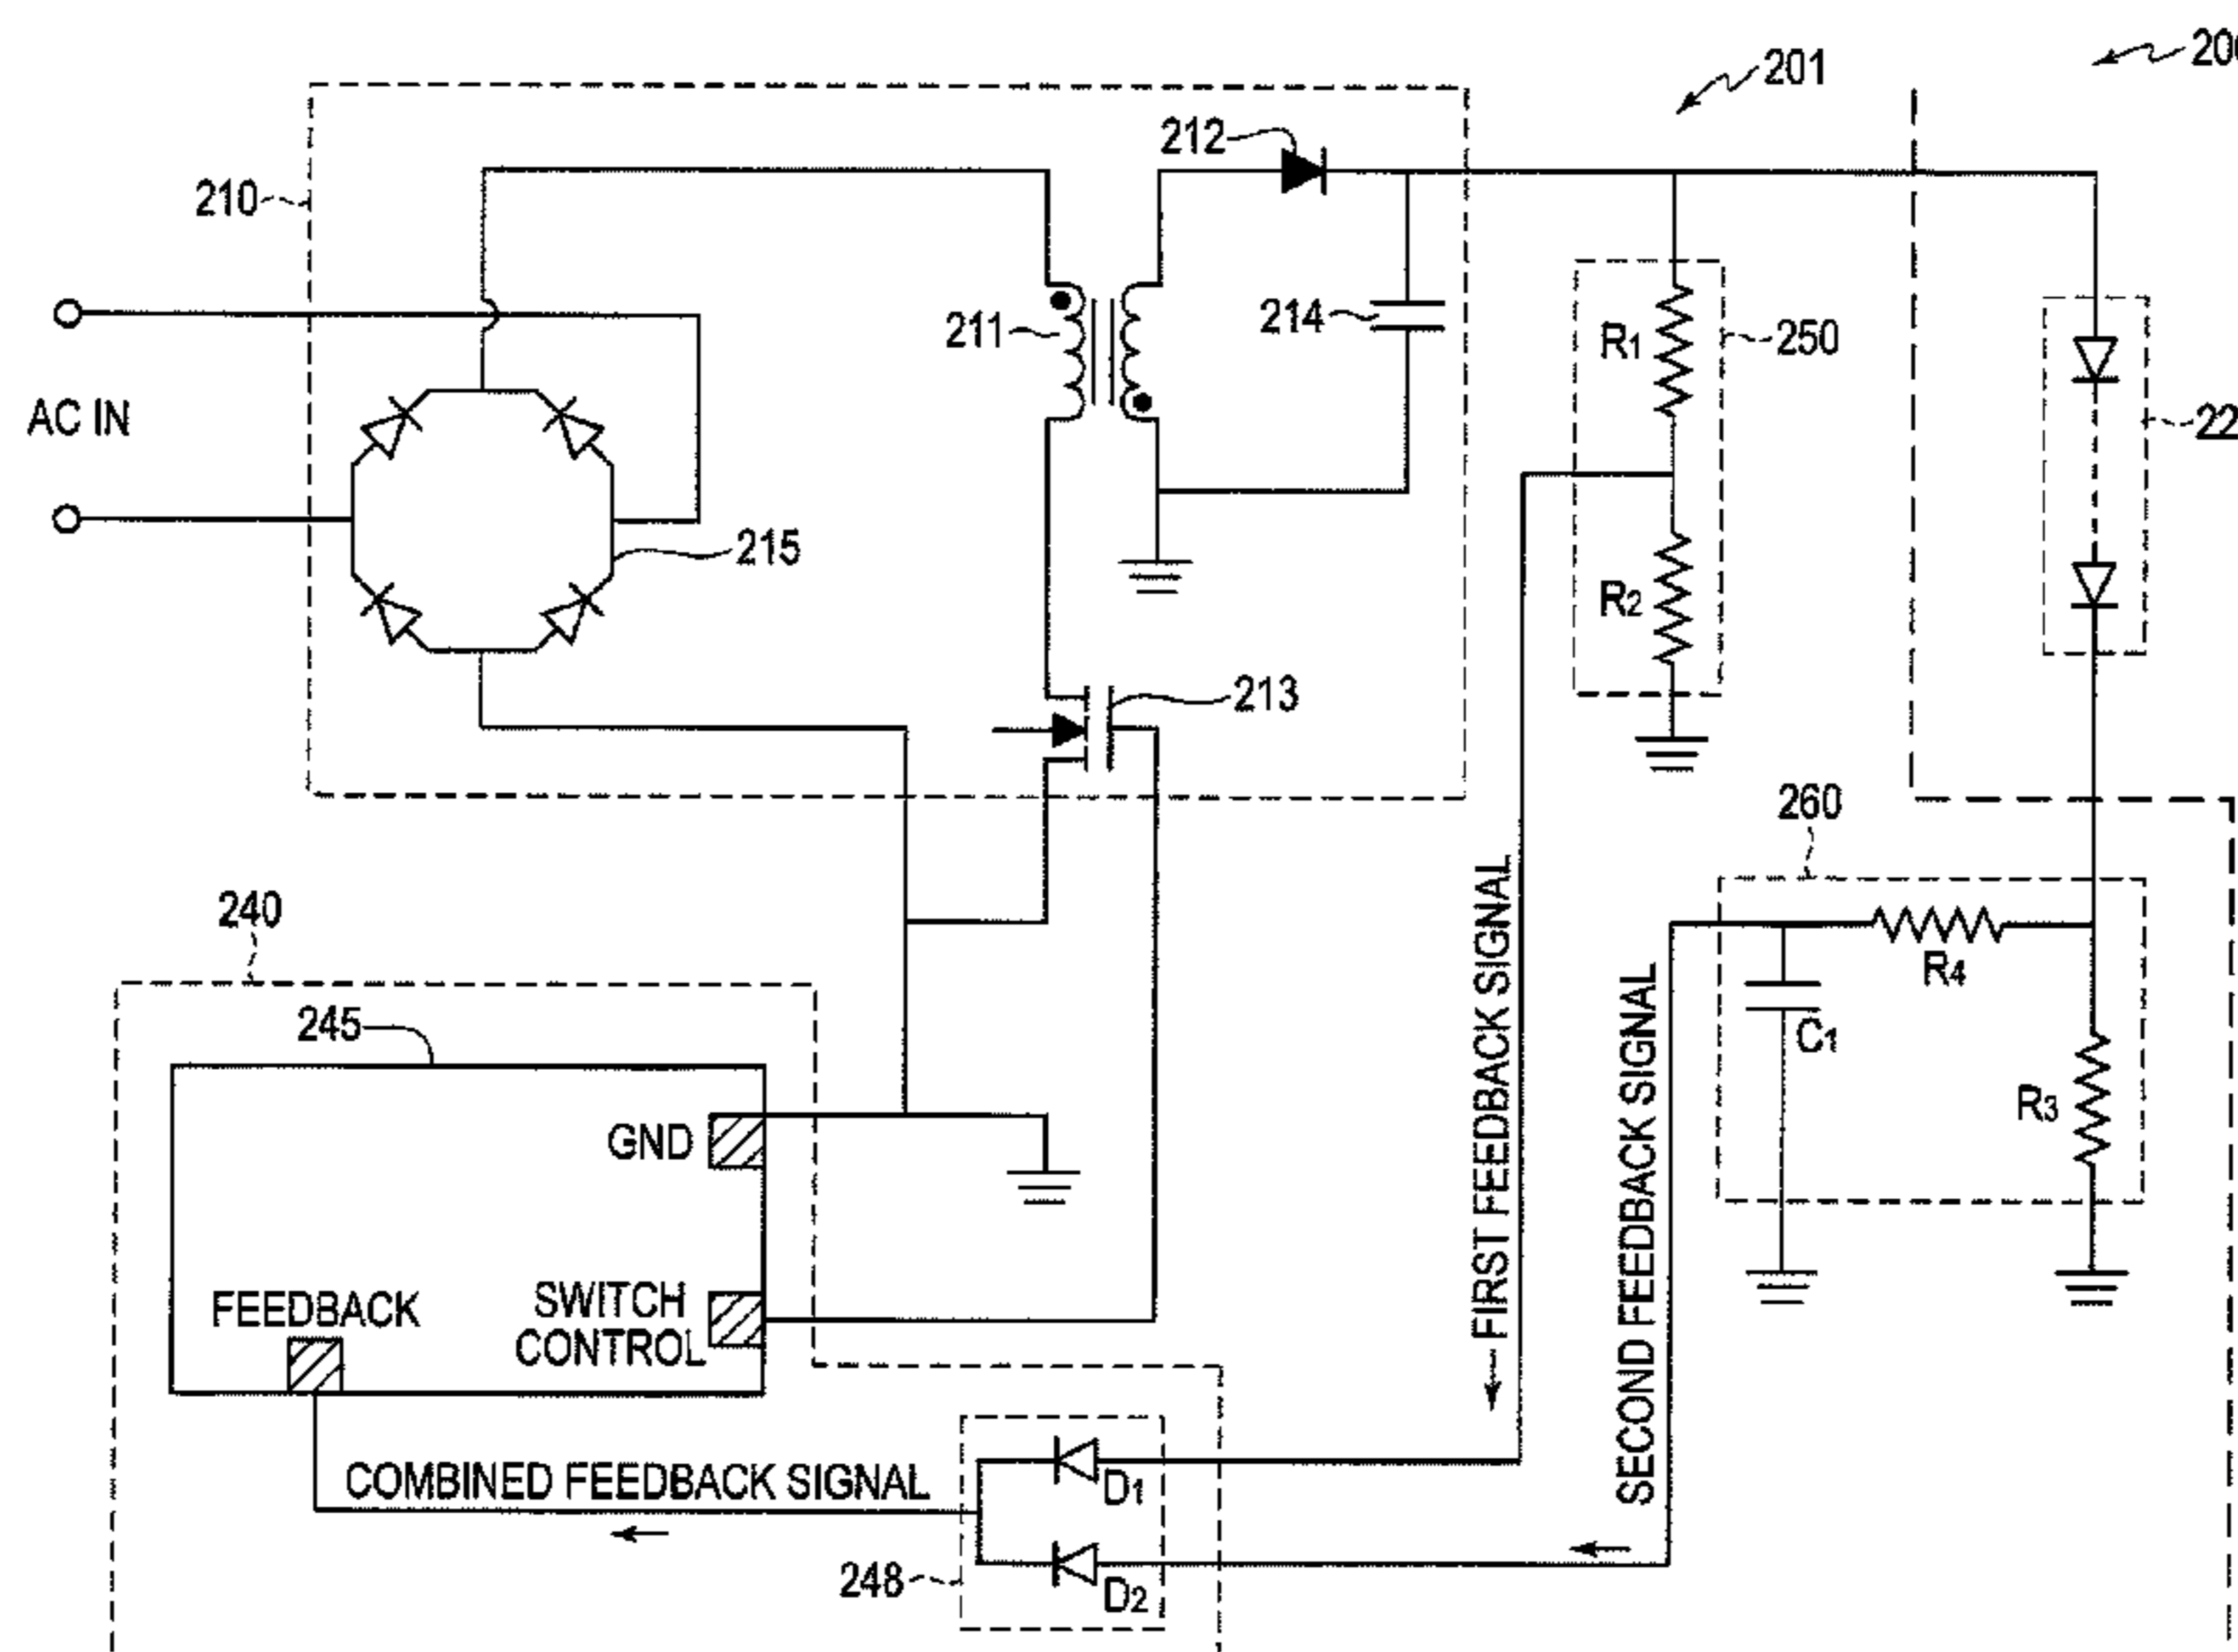 200
201
212
210
211
214
R1
250
AC IN
22
215
R2
213
260
240
R4
245
C1
R3
GND
FIRST FEEDBACK SIGNAL
SECOND FEEDBACK SIGNAL
FEEDBACK
SWITCH
CONTROL
COMBINED FEEDBACK SIGNAL
D1
248
D2